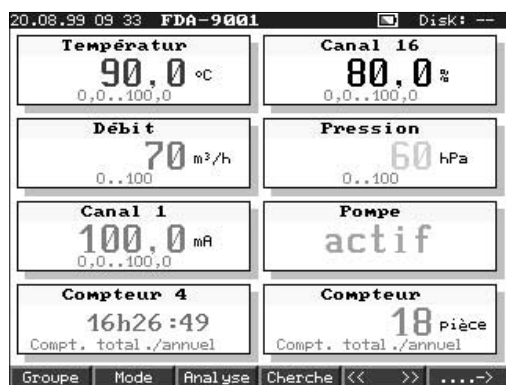 20.08.99 09 33 FDA-9001 Disk: --
Températur
90,0 °C
0,0..100,0
Canal 16
80,0 %
0,0..100,0
Débit
70 m³/h
0..100
Pression
60 hPa
0..100
Canal 1
100,0 mA
0,0..100,0
Pompe
actif
Compteur 4
16h26:49
Compt. total./annuel
Compteur
18 pièce
Compt. total./annuel
Groupe Mode Analyse Cherche << >> ....->